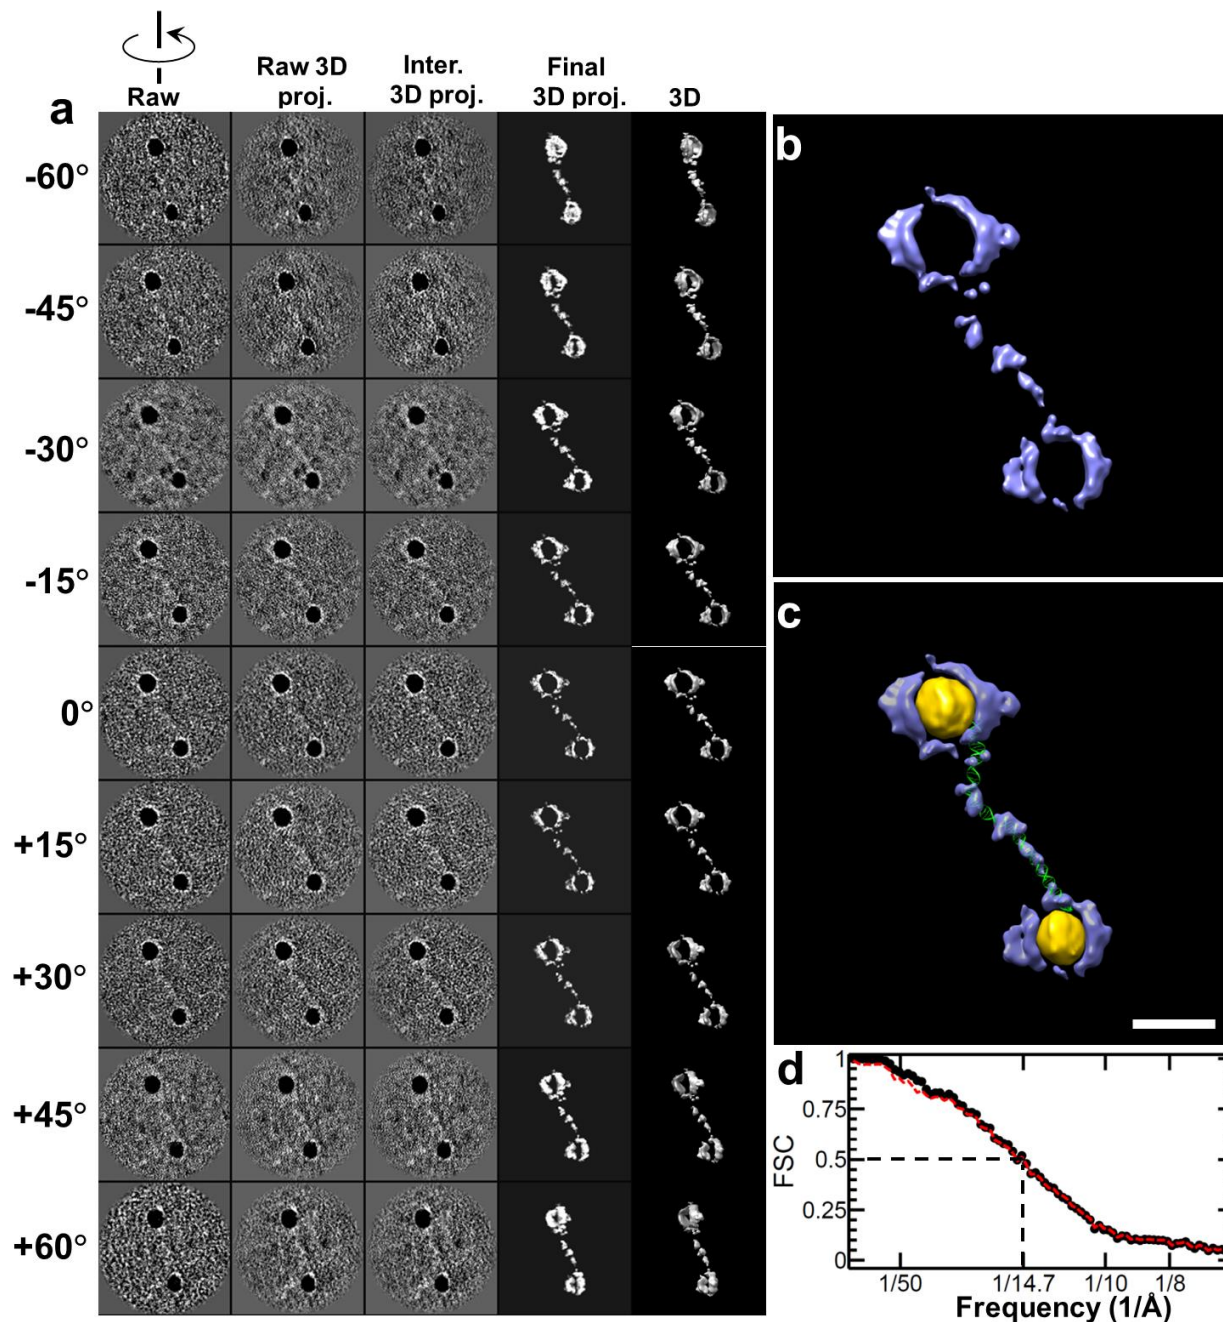 Raw
Raw 3D
proj.
Inter.
3D proj.
Final
3D proj.
3D
a
-60°
-45°
-30°
-15°
0°
+15°
+30°
+45°
+60°
b
c
d
1
0.75
0.5
0.25
0
FSC
1/50
1/14.7
1/10
1/8
Frequency (1/Å)